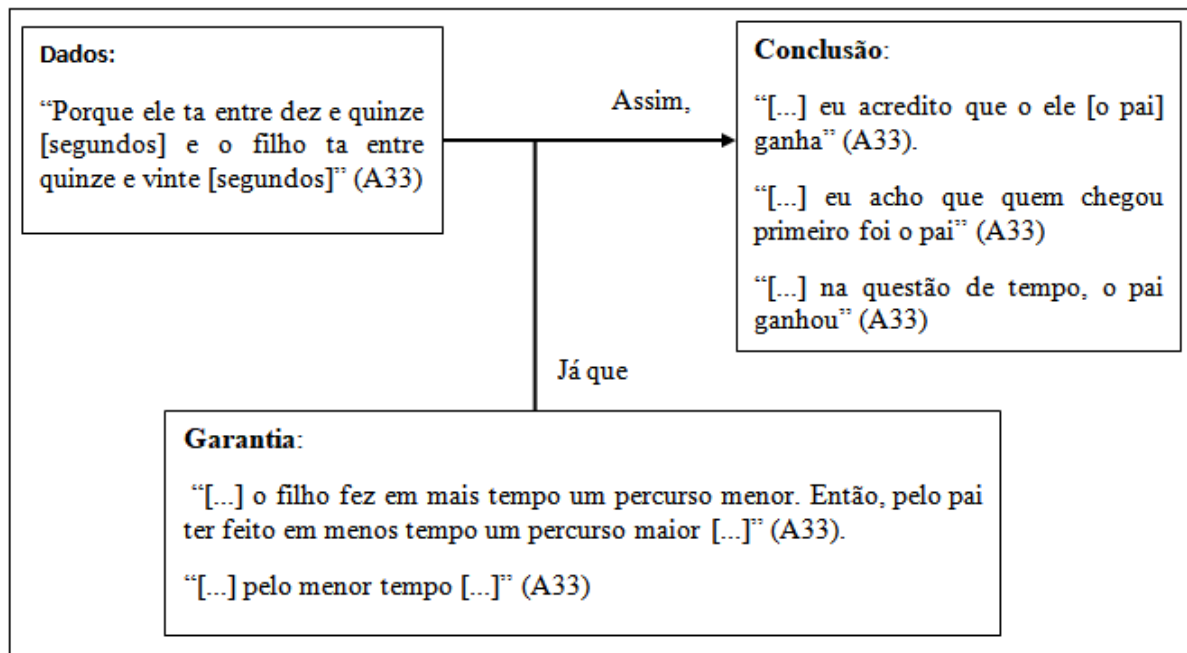 Dados:
“Porque ele ta entre dez e quinze
[segundos] e o filho ta entre
quinze e vinte [segundos]” (A33)
Assim,
Conclusão:
“[...] eu acredito que o ele [o pai]
ganha” (A33).
“[...] eu acho que quem chegou
primeiro foi o pai” (A33)
“[...] na questão de tempo, o pai
ganhou” (A33)
Já que
Garantia:
“[...] o filho fez em mais tempo um percurso menor. Então, pelo pai
ter feito em menos tempo um percurso maior [...]” (A33).
“[...] pelo menor tempo [...]” (A33)